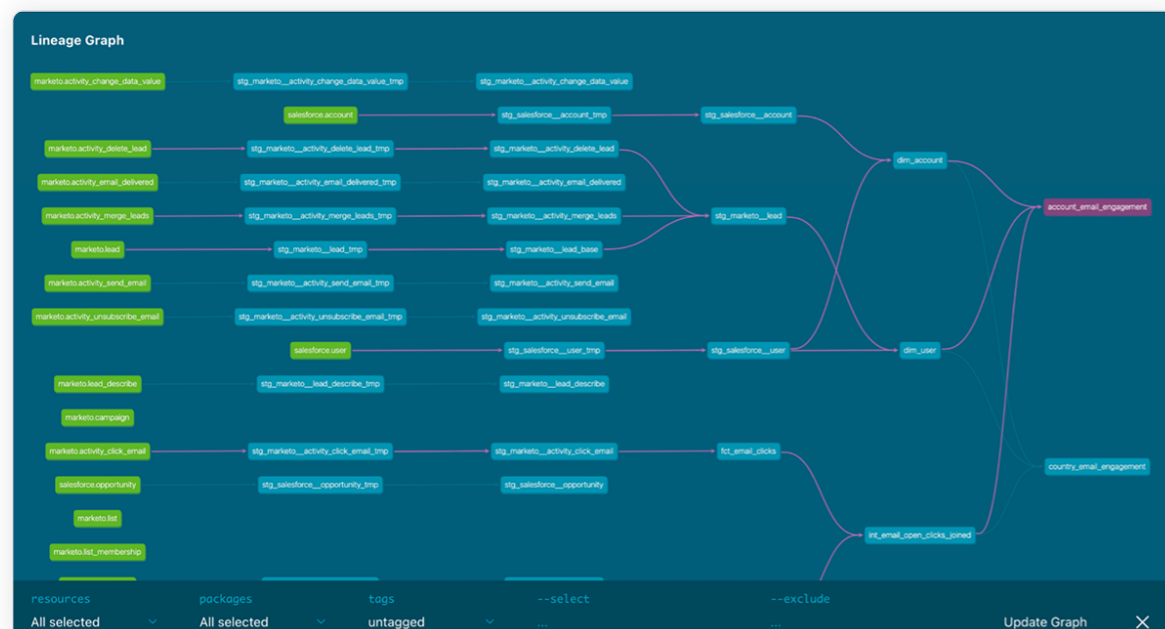 Lineage Graph
marketo.activity_change_data_value stg_marketo__activity_change_data_value_tmp stg_marketo__activity_change_data_value
salesforce.account stg_salesforce__account_tmp stg_salesforce__account
marketo.activity_delete_lead stg_marketo__activity_delete_lead_tmp stg_marketo__activity_delete_lead
dim_account
marketo.activity_email_delivered stg_marketo__activity_email_delivered_tmp stg_marketo__activity_email_delivered
account_email_engagement
marketo.activity_merge_leads stg_marketo__activity_merge_leads_tmp stg_marketo__activity_merge_leads stg_marketo__lead
marketo.lead stg_marketo__lead_tmp stg_marketo__lead_base
marketo.activity_send_email stg_marketo__activity_send_email_tmp stg_marketo__activity_send_email
marketo.activity_unsubscribe_email stg_marketo__activity_unsubscribe_email_tmp stg_marketo__activity_unsubscribe_email
salesforce.user stg_salesforce__user_tmp stg_salesforce__user dim_user
marketo.lead_describe stg_marketo__lead_describe_tmp stg_marketo__lead_describe
marketo.campaign
marketo.activity_click_email stg_marketo__activity_click_email_tmp stg_marketo__activity_click_email fct_email_clicks
country_email_engagement
salesforce.opportunity stg_salesforce__opportunity_tmp stg_salesforce__opportunity
marketo.list
int_email_open_clicks_joined
marketo.list_membership
resources packages tags --select --exclude
All selected All selected untagged ... ... Update Graph